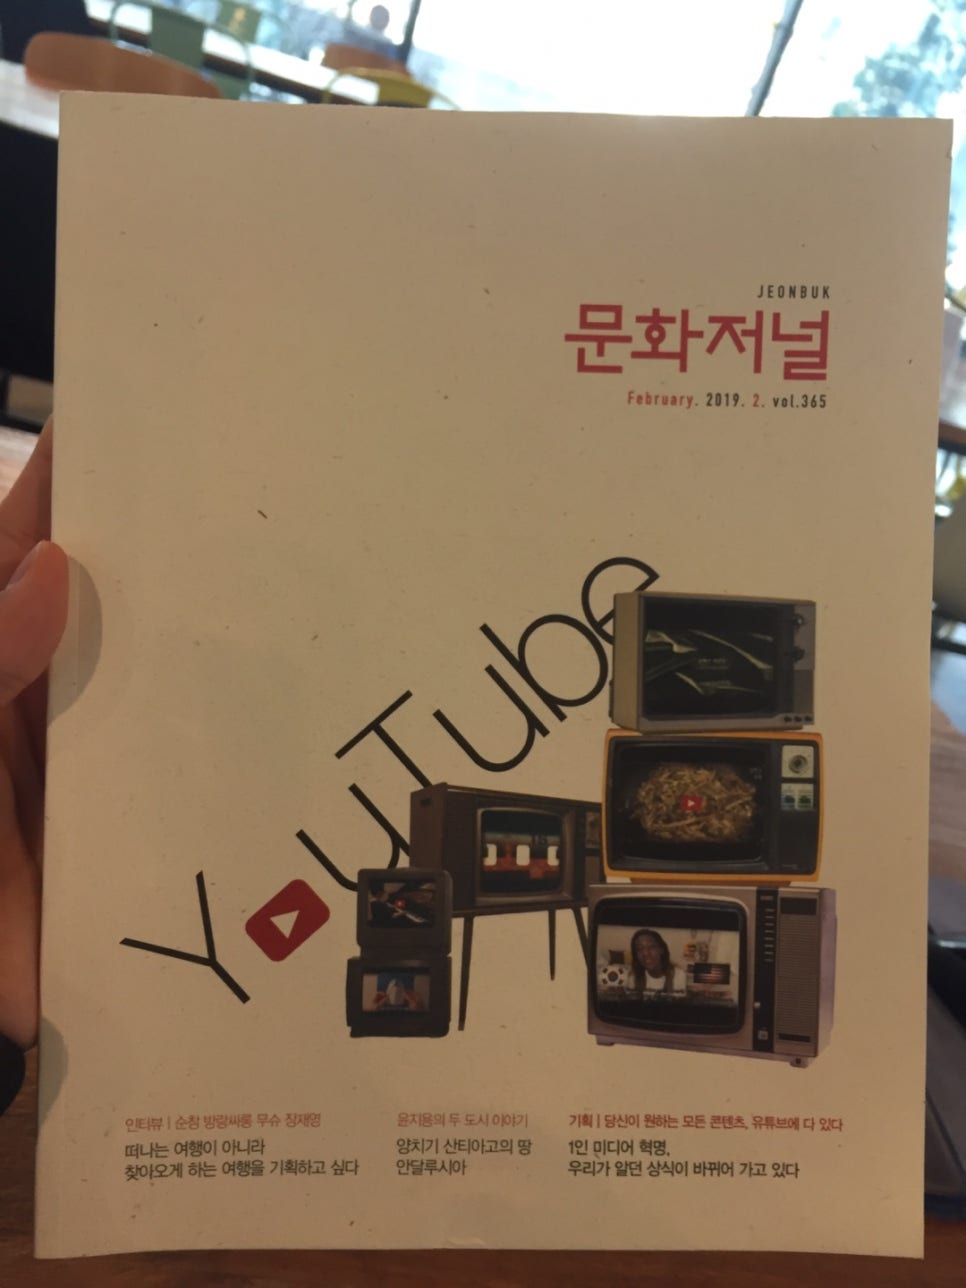 JEONBUK
문화저널
February. 2019. 2. vol.365
YouTube
인터뷰 | 순창 방랑싸롱 무슈 장재영
떠나는 여행이 아니라
찾아오게 하는 여행을 기획하고 싶다
윤지용의 두 도시 이야기
양치기 산티아고의 땅
안달루시아
기획 | 당신이 원하는 모든 콘텐츠, 유튜브에 다 있다
1인 미디어 혁명,
우리가 알던 상식이 바뀌어 가고 있다